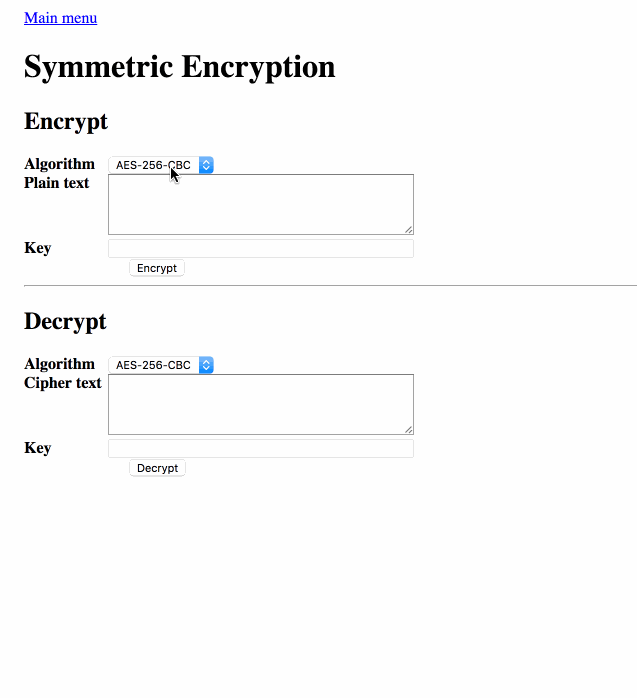 Main menu
Symmetric Encryption
Encrypt
Algorithm AES-256-CBC
Plain text
Key
Encrypt
Decrypt
Algorithm AES-256-CBC
Cipher text
Key
Decrypt